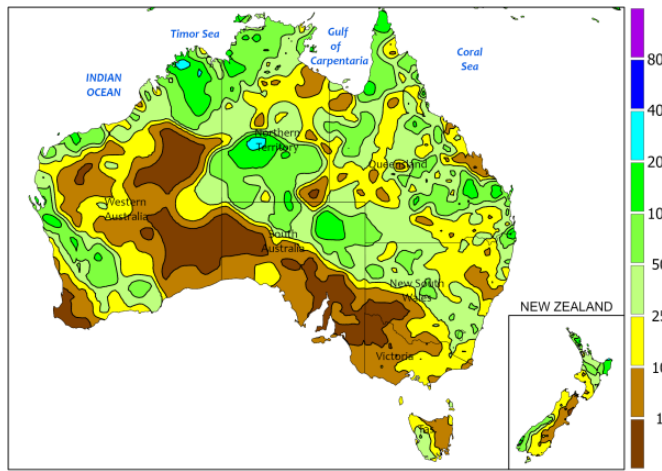 Timor Sea
Gulf
of
Carpentaria
Coral
Sea
INDIAN
OCEAN
Northern
Territory
Queensland
Western
Australia
South
Australia
New South
Wales
Victoria
NEW ZEALAND
80
40
20
10
50
25
10
1